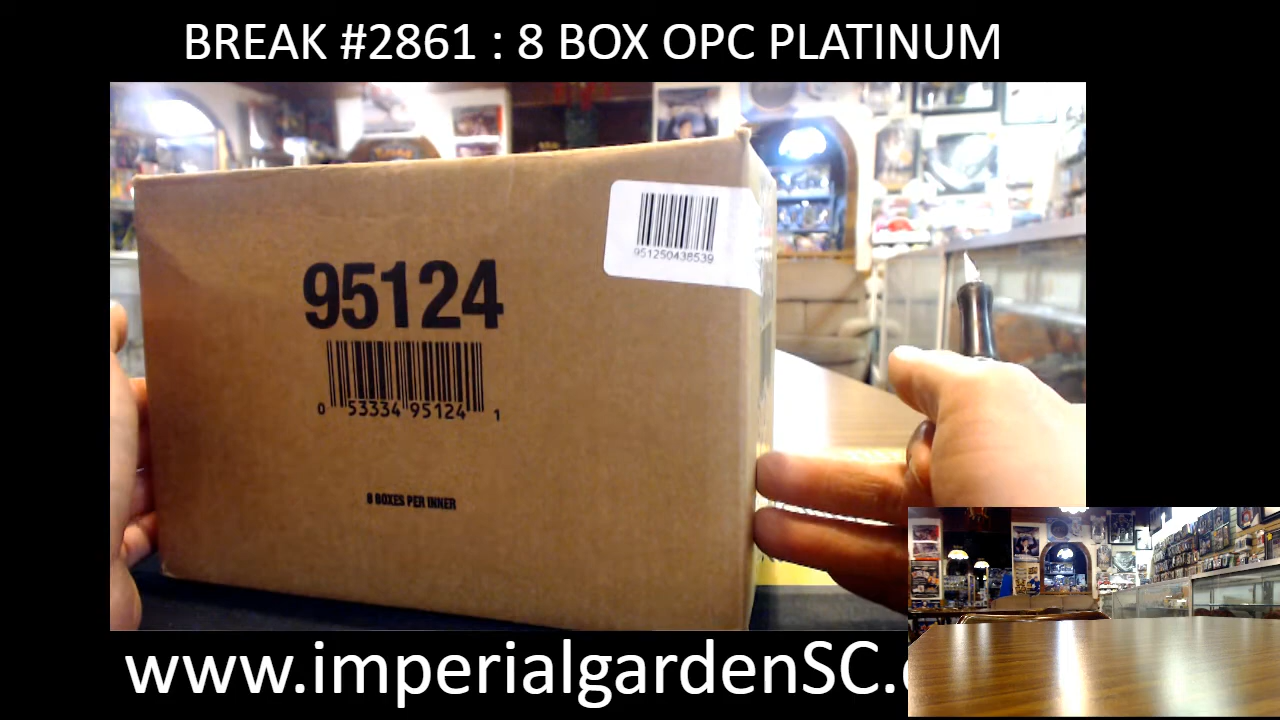 BREAK #2861 : 8 BOX OPC PLATINUM
951250438539
95124
0 53334 95124 1
8 BOXES PER INNER
www.imperialgardenSC.